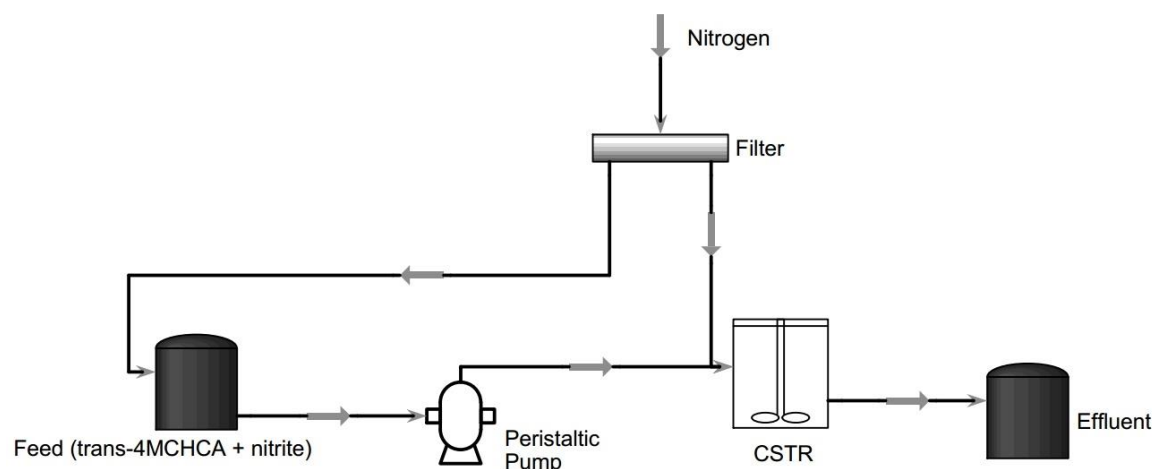 Nitrogen
Filter
Feed (trans-4MCHCA + nitrite)
Peristaltic
Pump
CSTR
Effluent